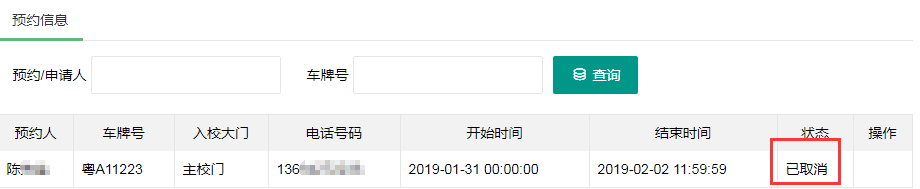 预约信息
预约/申请人 车牌号 查询
预约人 车牌号 入校大门 电话号码 开始时间 结束时间 状态 操作
陈 粤A11223 主校门 136 2019-01-31 00:00:00 2019-02-02 11:59:59 已取消